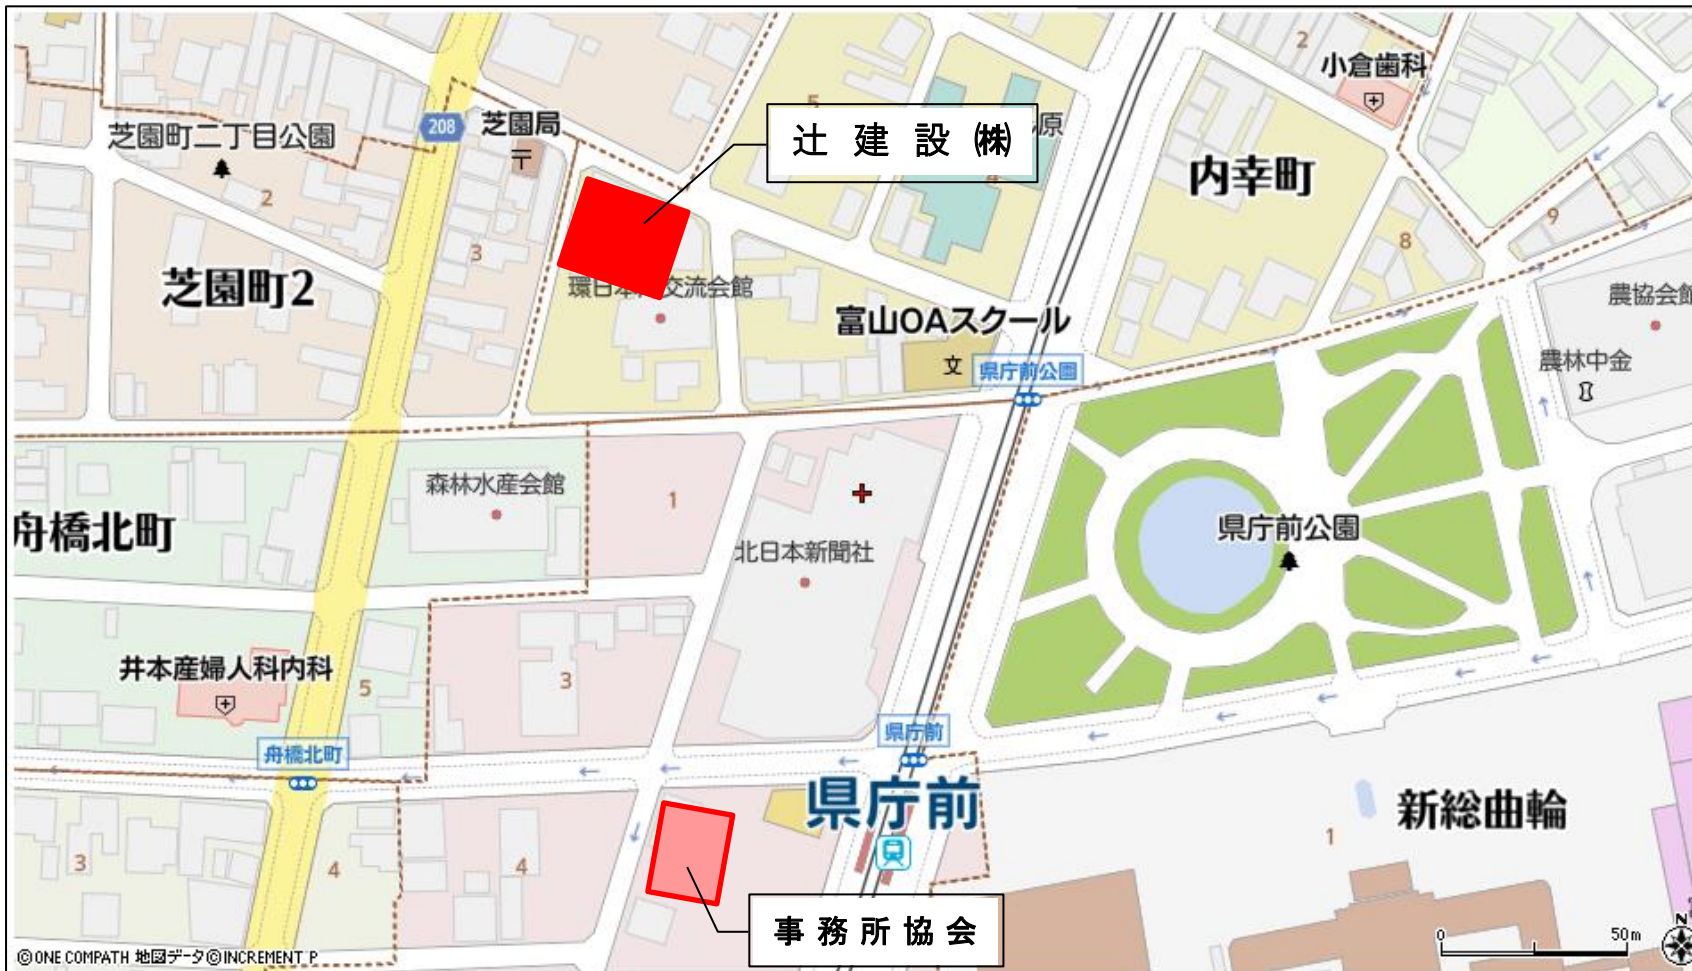 2
小倉歯科
5
辻 建 設 ㈱
原
208
芝園局
芝園町二丁目公園
2
内幸町
4
9
8
3
芝園町2
環日本
交流会館
富山OAスクール
文
県庁前公園
農協会館
農林中金
森林水産会館
1
舟橋北町
北日本新聞社
県庁前公園
井本産婦人科内科
5
3
県庁前
舟橋北町
県庁前
新総曲輪
1
3
4
4
事 務 所 協 会
N
0
50m
©ONE COMPATH 地図データ©INCREMENT P